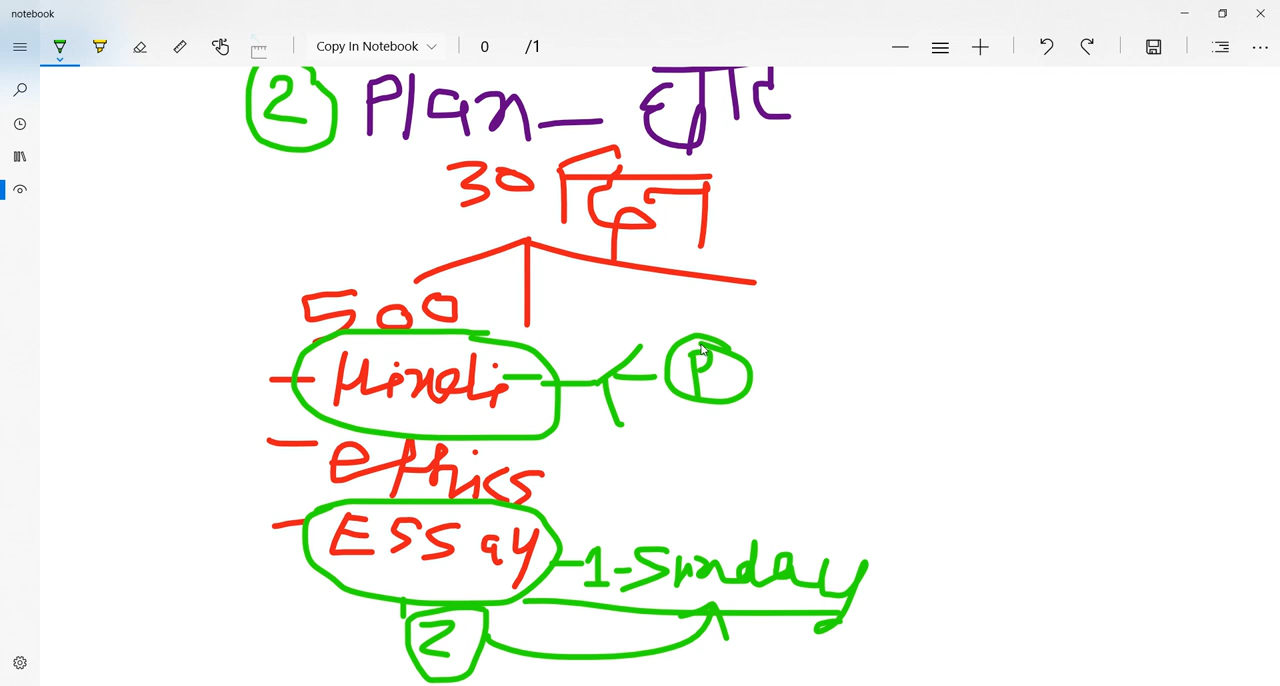 notebook
Copy In Notebook 0 /1
2 Plan
30
500
Hindi P
ethics
ESSay - 1 - Sunday
2